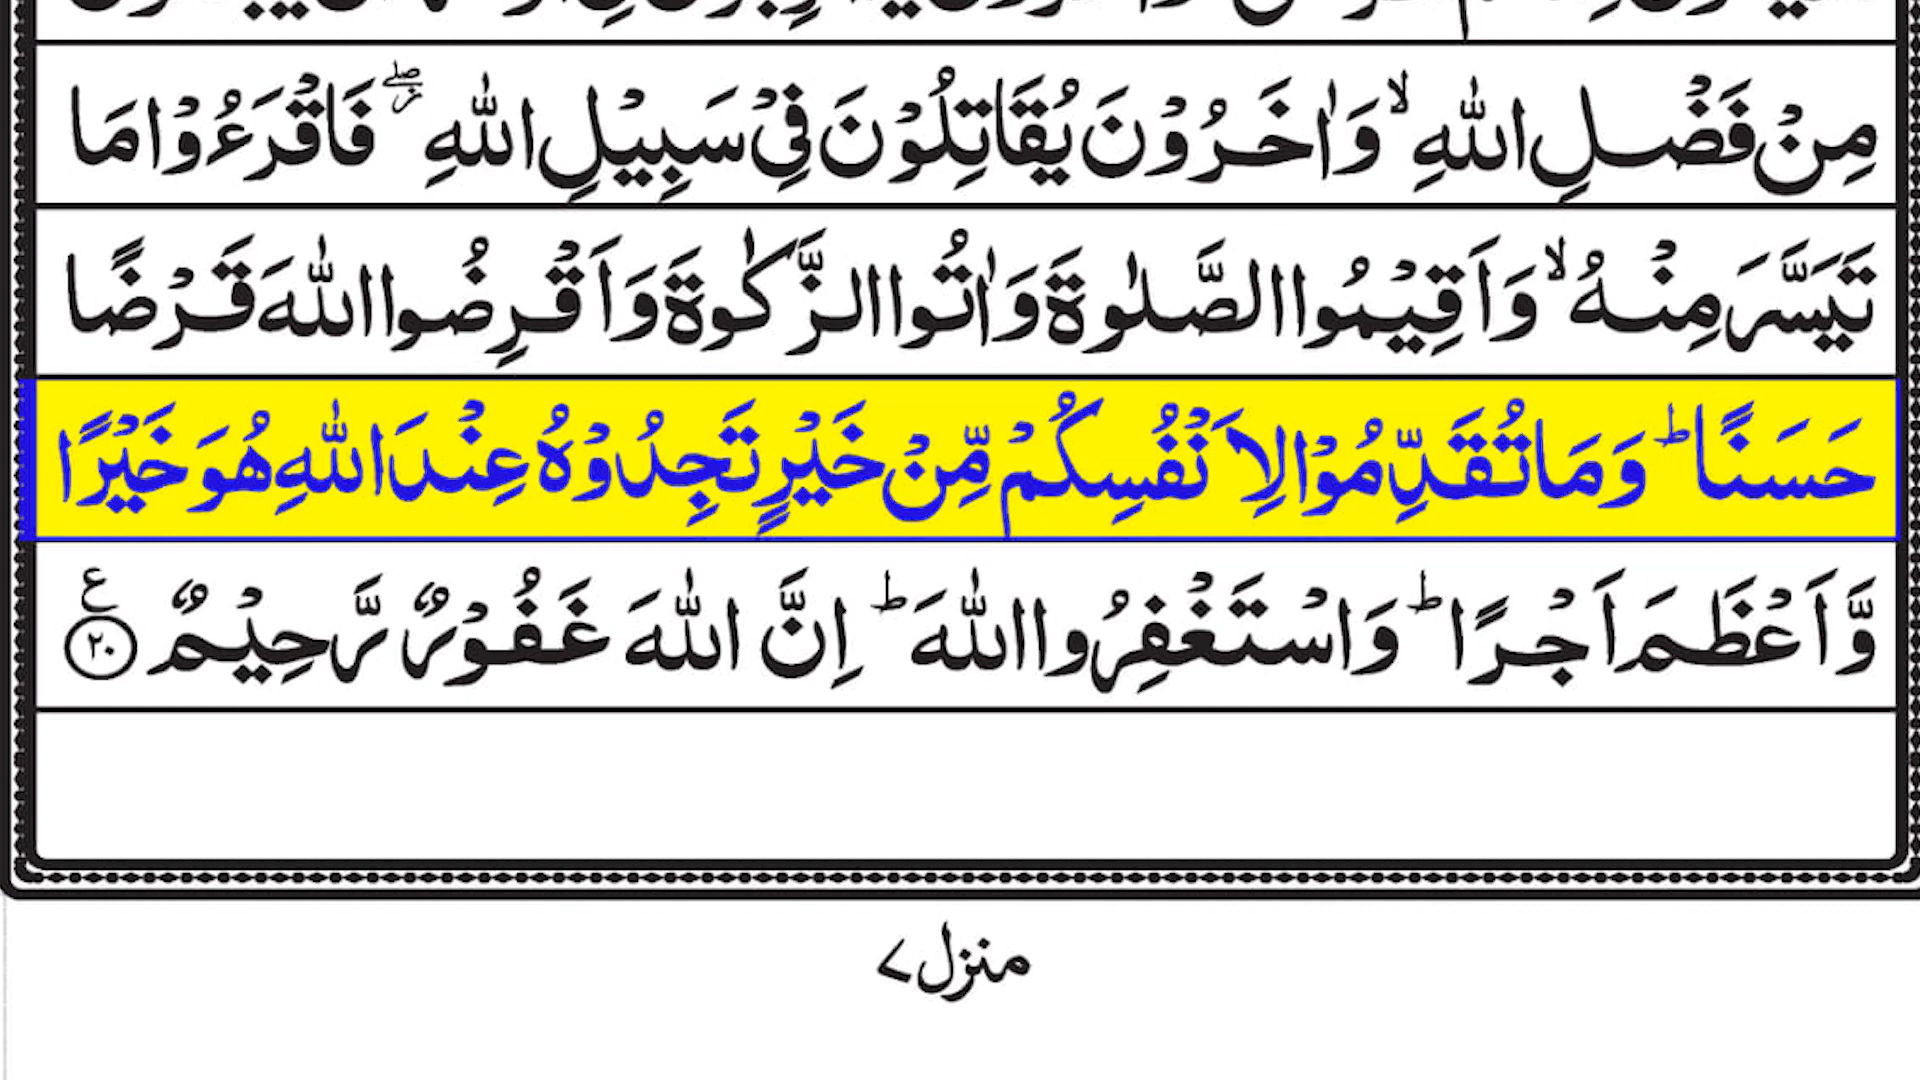 مِنْ فَضْلِ اللّٰهِ ۙ وَاٰخَرُوْنَ يُقَاتِلُوْنَ فِىْ سَبِيْلِ اللّٰهِ ۖز فَاقْرَءُوْا مَا
تَيَسَّرَ مِنْهُ ۙ وَاَقِيْمُوا الصَّلٰوةَ وَاٰتُوا الزَّكٰوةَ وَاَقْرِضُوا اللّٰهَ قَرْضًا
حَسَنًا ؕ وَمَا تُقَدِّمُوْا لِاَنْفُسِكُمْ مِّنْ خَيْرٍ تَجِدُوْهُ عِنْدَ اللّٰهِ هُوَ خَيْرًا
وَّاَعْظَمَ اَجْرًا ؕ وَاسْتَغْفِرُوا اللّٰهَ ؕ اِنَّ اللّٰهَ غَفُوْرٌ رَّحِيْمٌ ﴿۲۰﴾ ع
منزل ۷